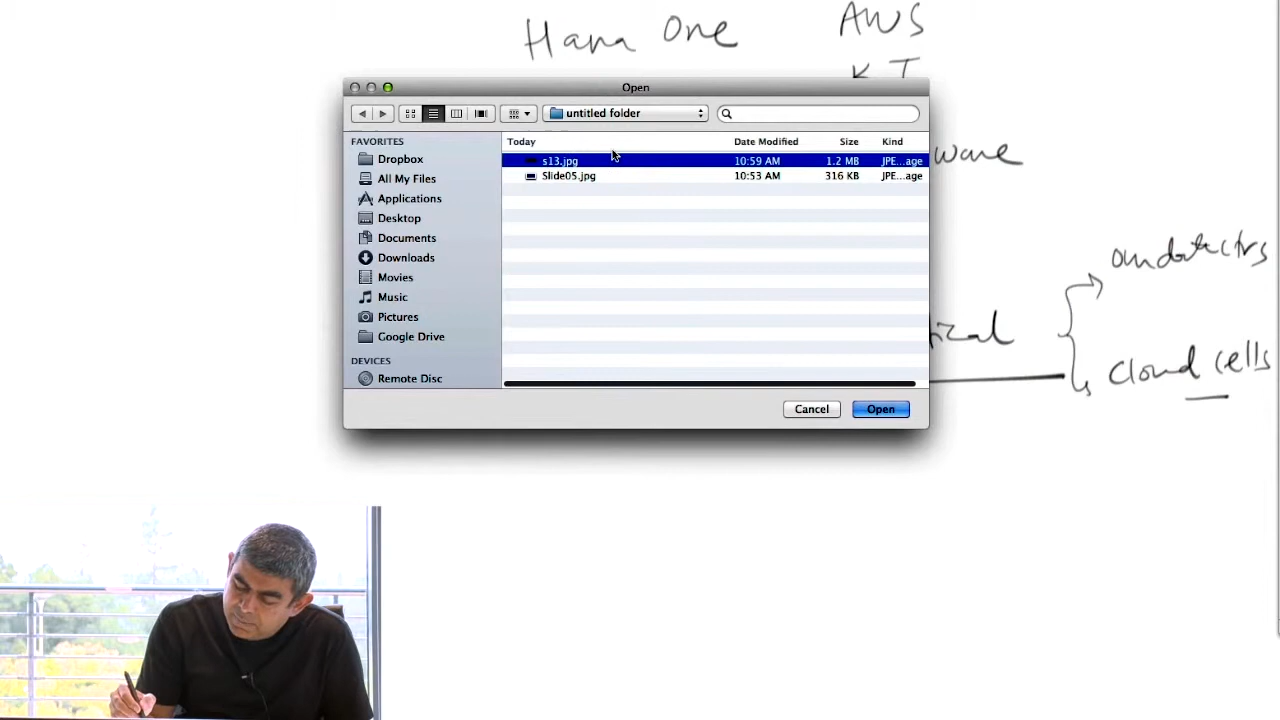 Hana One
AWS
KT
Open
untitled folder
FAVORITES
Dropbox
All My Files
Applications
Desktop
Documents
Downloads
Movies
Music
Pictures
Google Drive
DEVICES
Remote Disc
Today Date Modified Size Kind
s13.jpg 10:59 AM 1.2 MB JPE...age
Slide05.jpg 10:53 AM 316 KB JPE...age
Cancel Open
ware
cloud cells